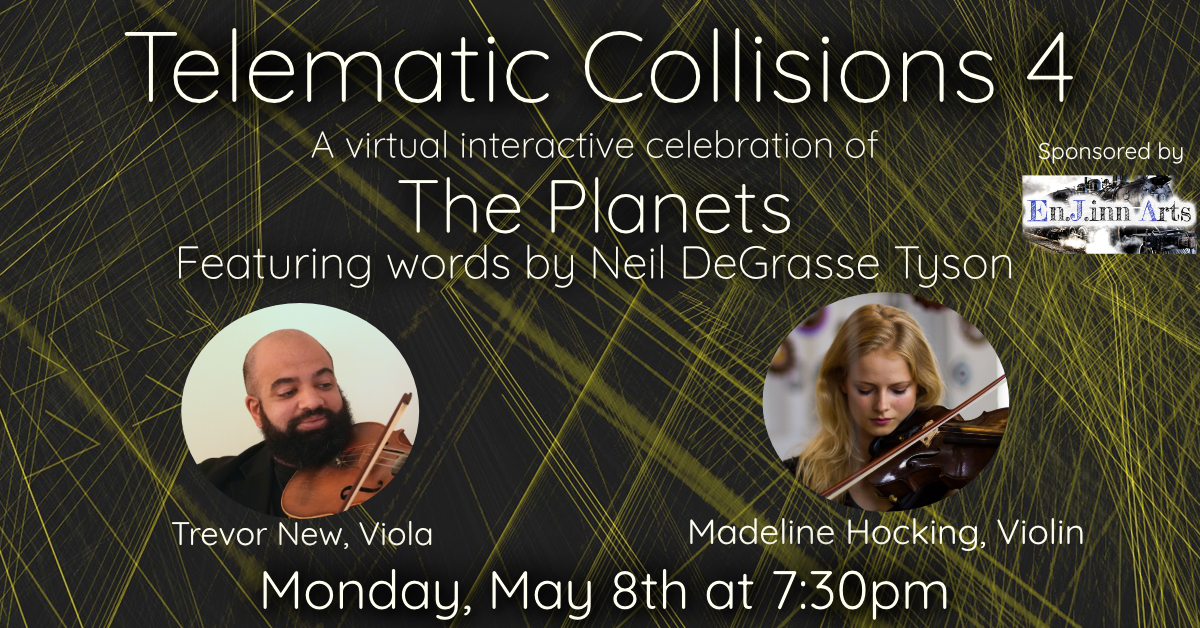 Telematic Collisions 4
A virtual interactive celebration of
The Planets
Featuring words by Neil DeGrasse Tyson
Sponsored by
EnJ.inn Arts
Trevor New, Viola
Madeline Hocking, Violin
Monday, May 8th at 7:30pm